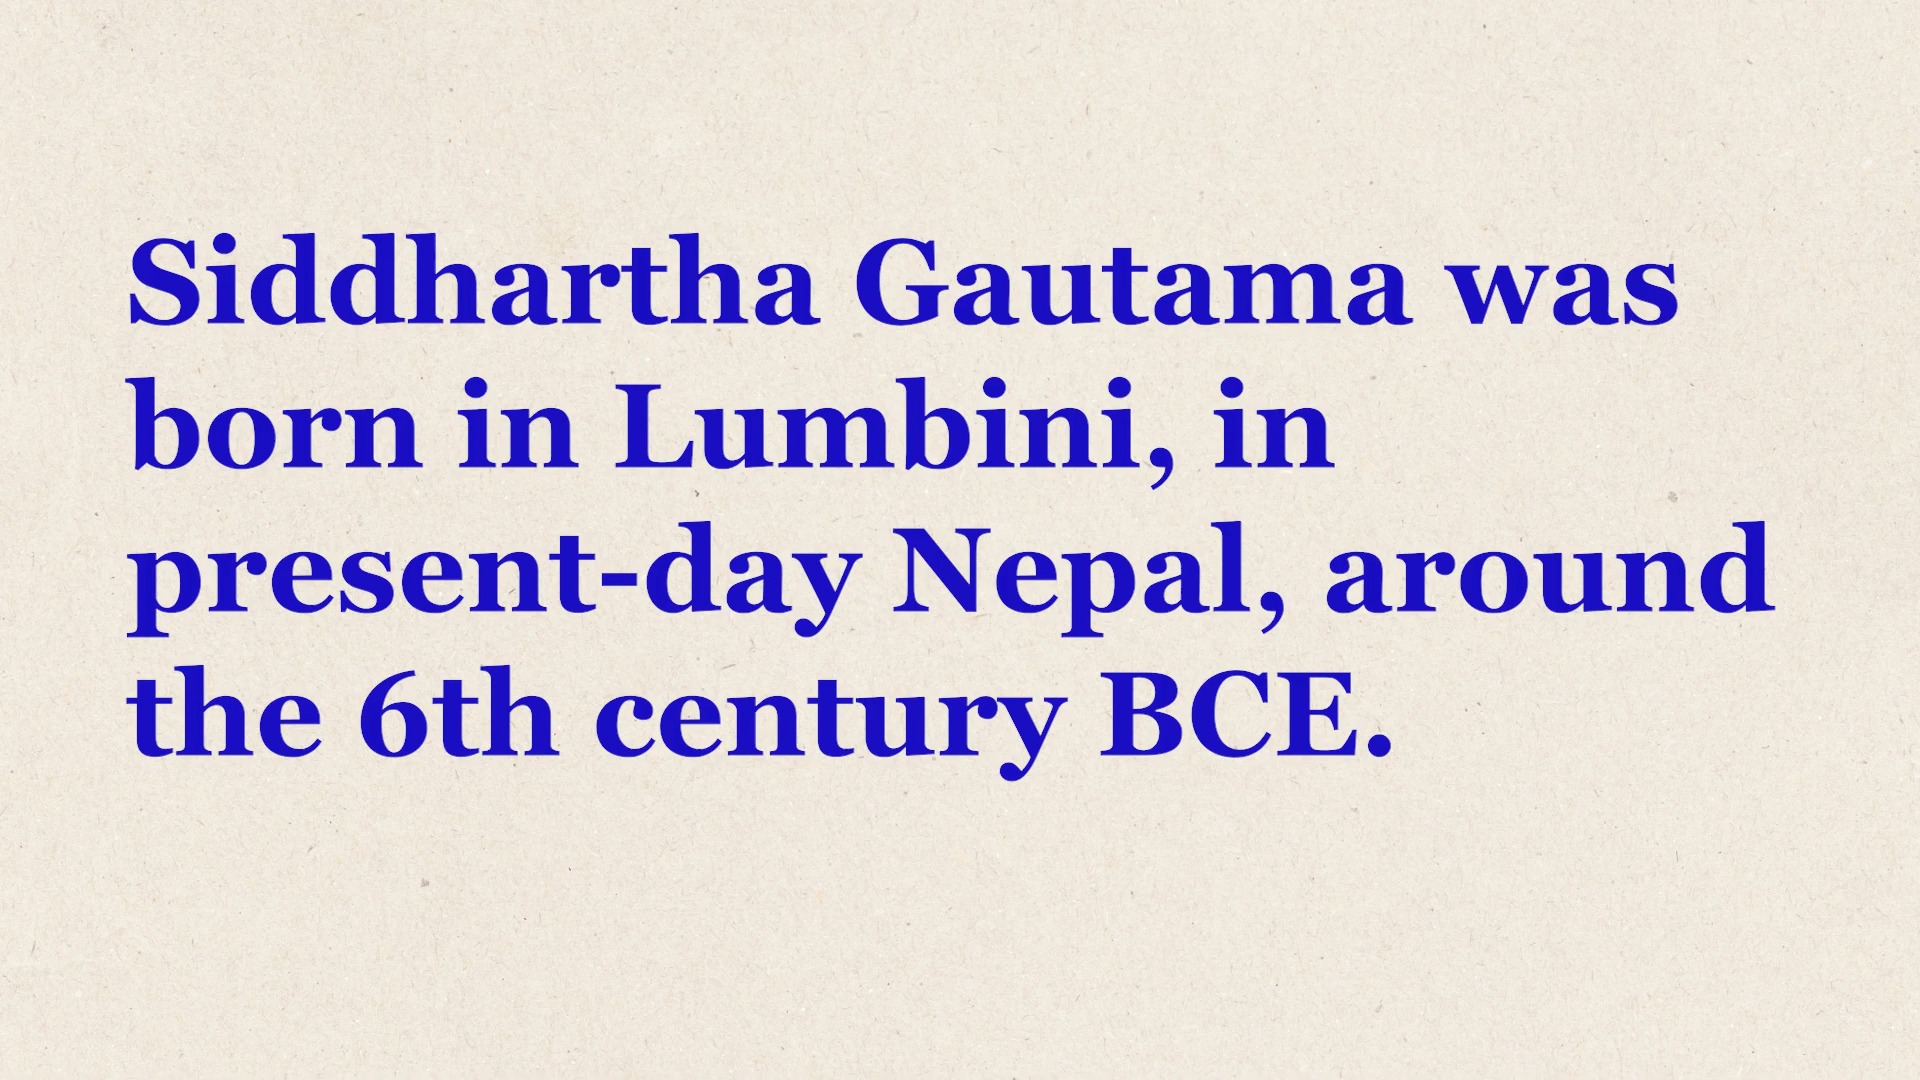 Siddhartha Gautama was
born in Lumbini, in
present-day Nepal, around
the 6th century BCE.